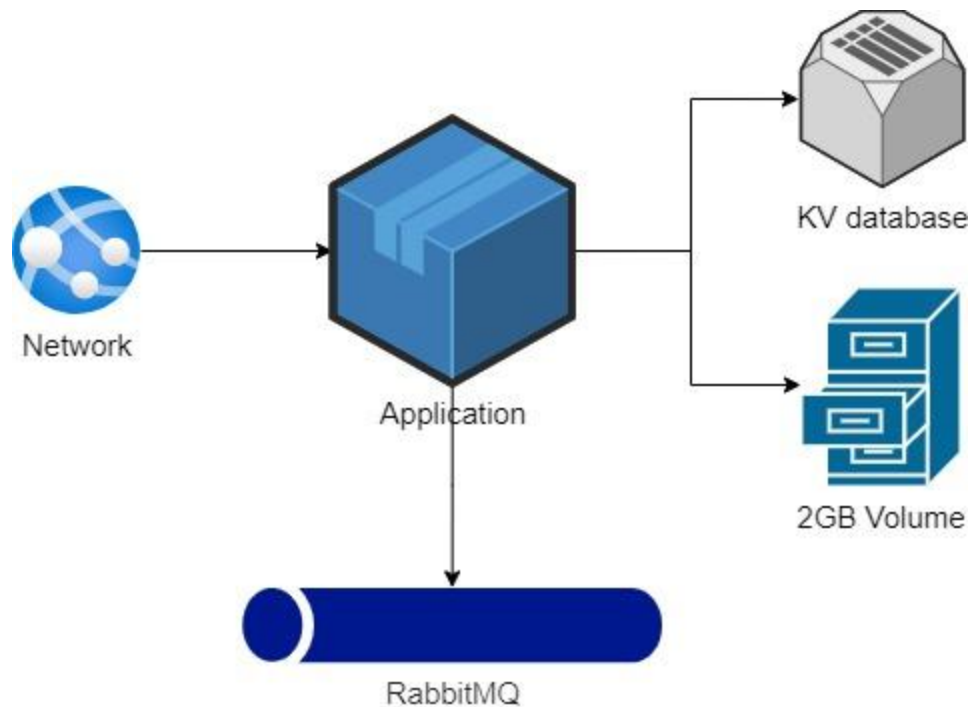 KV database
Network
Application
2GB Volume
RabbitMQ